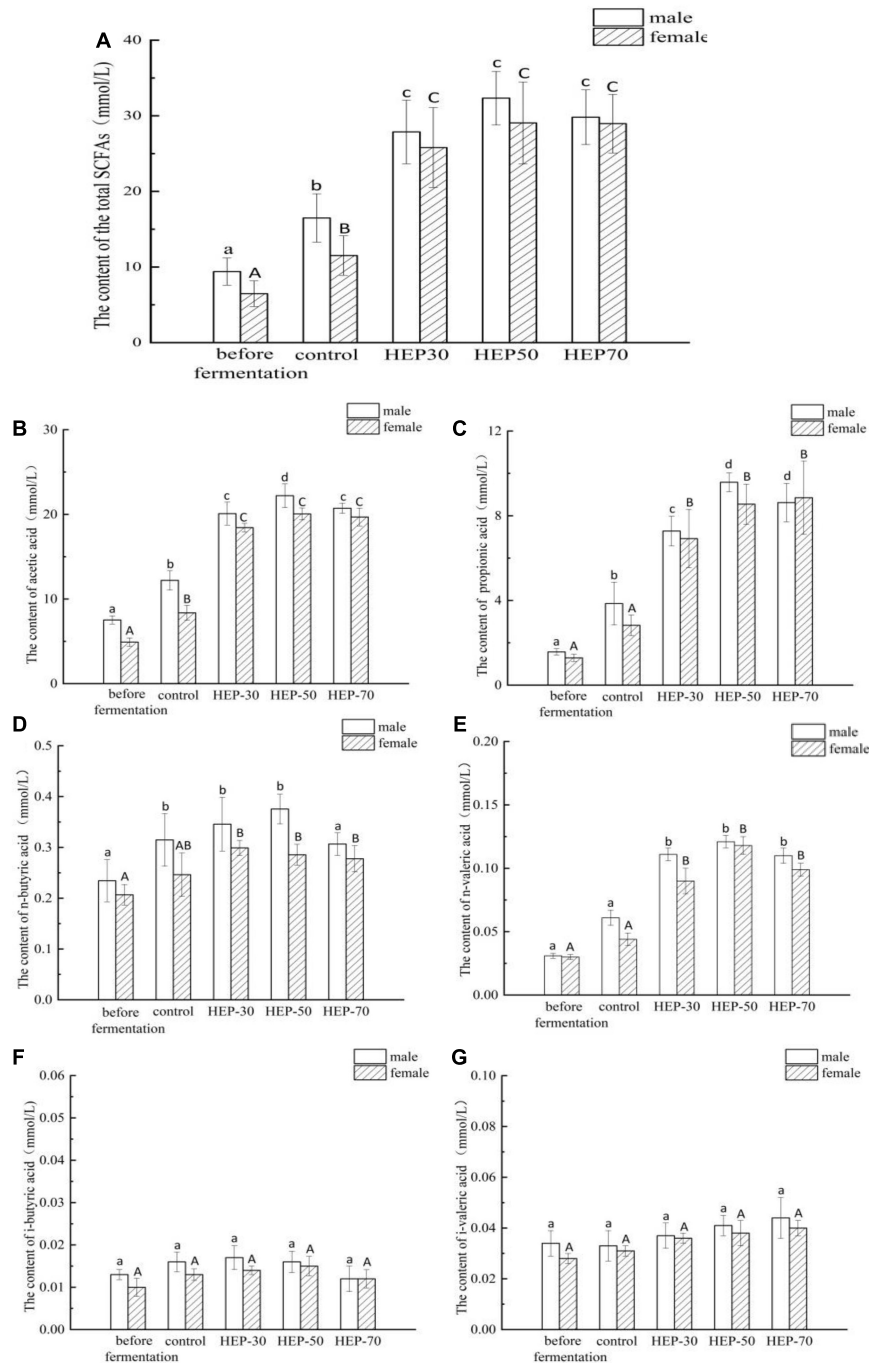 A
male
female
The content of the total SCFAs (mmol/L)
40
30
20
10
0
a
A
b
B
c
C
c
C
c
C
before
fermentation
control
HEP30
HEP50
HEP70
B
male
female
The content of acetic acid (mmol/L)
30
20
10
0
a
A
b
B
c
C
d
C
c
C
before
fermentation
control
HEP-30
HEP-50
HEP-70
C
male
female
The content of propionic acid (mmol/L)
12
8
4
0
a
A
b
A
c
B
d
B
d
B
before
fermentation
control
HEP-30
HEP-50
HEP-70
D
male
female
The content of n-butyric acid (mmol/L)
0.5
0.4
0.3
0.2
0.1
0.0
a
A
b
AB
b
B
b
B
a
B
before
fermentation
control
HEP-30
HEP-50
HEP-70
E
male
female
The content of n-valeric acid (mmol/L)
0.20
0.15
0.10
0.05
0.00
a
A
a
A
b
B
b
B
b
B
before
fermentation
control
HEP-30
HEP-50
HEP-70
F
male
female
The content of i-butyric acid (mmol/L)
0.06
0.05
0.04
0.03
0.02
0.01
0.00
a
A
a
A
a
A
a
A
a
A
before
fermentation
control
HEP-30
HEP-50
HEP-70
G
male
female
The content of i-valeric acid (mmol/L)
0.10
0.08
0.06
0.04
0.02
0.00
a
A
a
A
a
A
a
A
a
A
before
fermentation
control
HEP-30
HEP-50
HEP-70